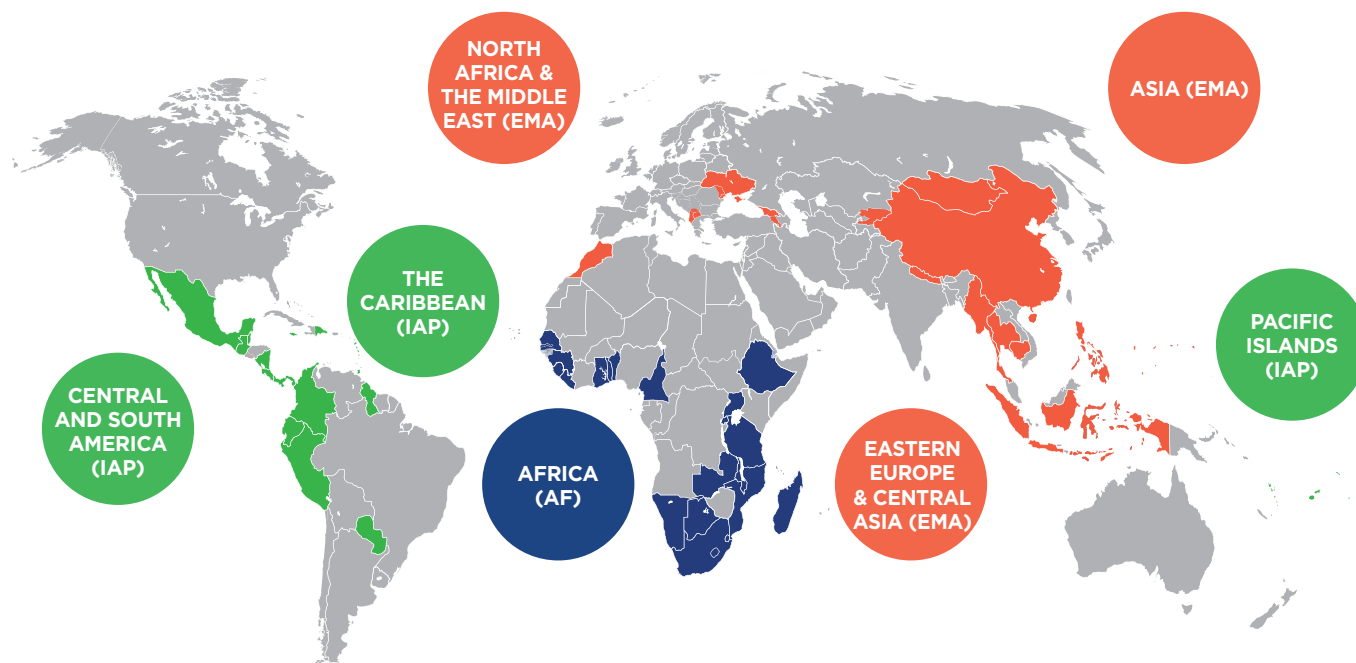 NORTH
AFRICA &
THE MIDDLE
EAST (EMA)
ASIA (EMA)
THE
CARIBBEAN
(IAP)
PACIFIC
ISLANDS
(IAP)
CENTRAL
AND SOUTH
AMERICA
(IAP)
AFRICA
(AF)
EASTERN
EUROPE
& CENTRAL
ASIA (EMA)